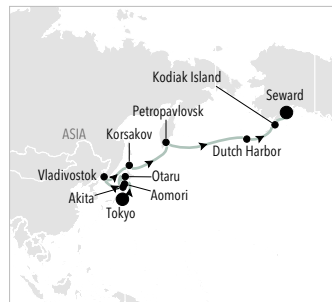 Kodiak Island
Seward
Petropavlovsk
ASIA
Korsakov
Dutch Harbor
Vladivostok
Otaru
Akita
Aomori
Tokyo